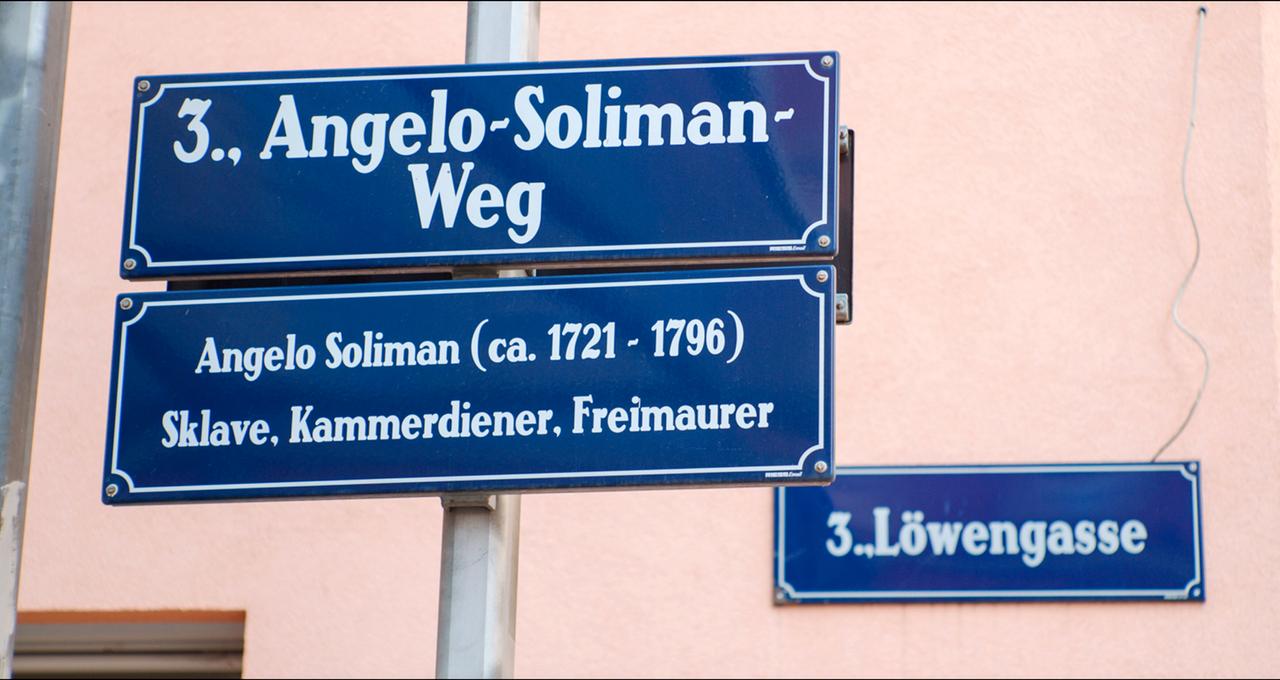 3., Angelo-Soliman-
Weg
Angelo Soliman (ca. 1721 - 1796)
Sklave, Kammerdiener, Freimaurer
3.,Löwengasse